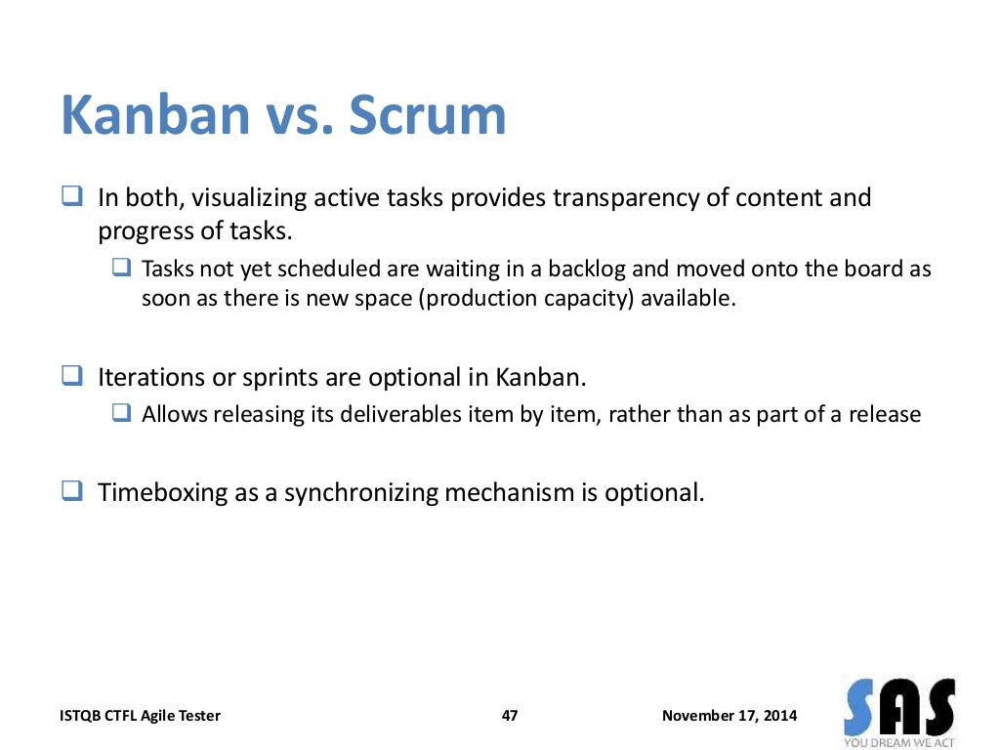 Kanban vs. Scrum
In both, visualizing active tasks provides transparency of content and
progress of tasks.
Tasks not yet scheduled are waiting in a backlog and moved onto the board as
soon as there is new space (production capacity) available.
Iterations or sprints are optional in Kanban.
Allows releasing its deliverables item by item, rather than as part of a release
Timeboxing as a synchronizing mechanism is optional.
ISTQB CTFL Agile Tester
47
November 17, 2014
SAS
YOU DREAM WE ACT